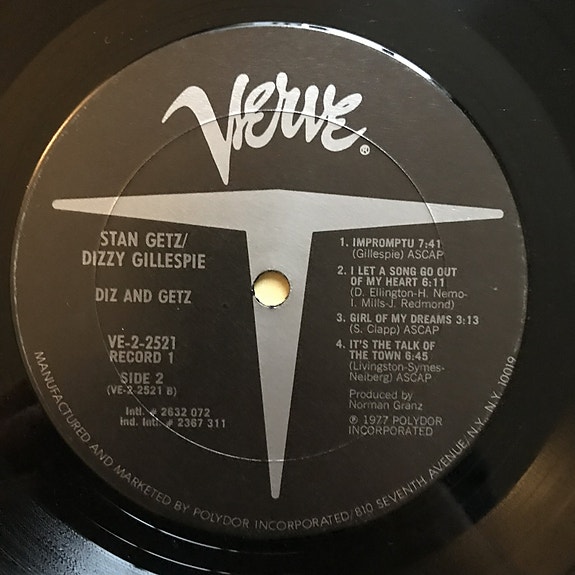 Verve®
STAN GETZ/
DIZZY GILLESPIE
DIZ AND GETZ
VE-2-2521
RECORD 1
SIDE 2
(VE-2-2521 B)
Intl. # 2632 072
Ind. Intl. # 2367 311
1. IMPROMPTU 7:41
(Gillespie) ASCAP
2. I LET A SONG GO OUT
OF MY HEART 6:11
(D. Ellington-H. Nemo-
I. Mills-J. Redmond)
3. GIRL OF MY DREAMS 3:13
(S. Clapp) ASCAP
4. IT'S THE TALK OF
THE TOWN 6:45
(Livingston-Symes-
Neiberg) ASCAP
Produced by
Norman Granz
℗ 1977 POLYDOR
INCORPORATED
MANUFACTURED AND MARKETED BY POLYDOR INCORPORATED/810 SEVENTH AVENUE, N.Y., N.Y. 10019